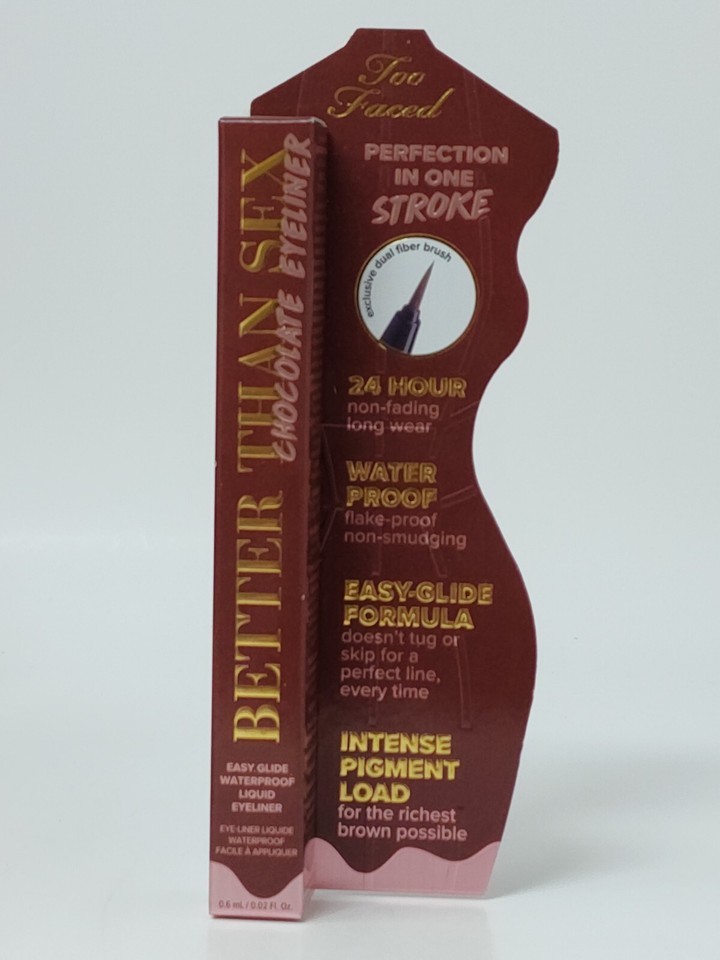 BETTER THAN SEX
CHOCOLATE EYELINER
EASY GLIDE
WATERPROOF
LIQUID
EYELINER
EYE-LINER LIQUIDE
WATERPROOF
FACILE À APPLIQUER
0.6 mL / 0.02 Fl. Oz.
Too
Faced
PERFECTION
IN ONE
STROKE
exclusive dual fiber brush
24 HOUR
non-fading
long wear
WATER
PROOF
flake-proof
non-smudging
EASY-GLIDE
FORMULA
doesn't tug or
skip for a
perfect line,
every time
INTENSE
PIGMENT
LOAD
for the richest
brown possible